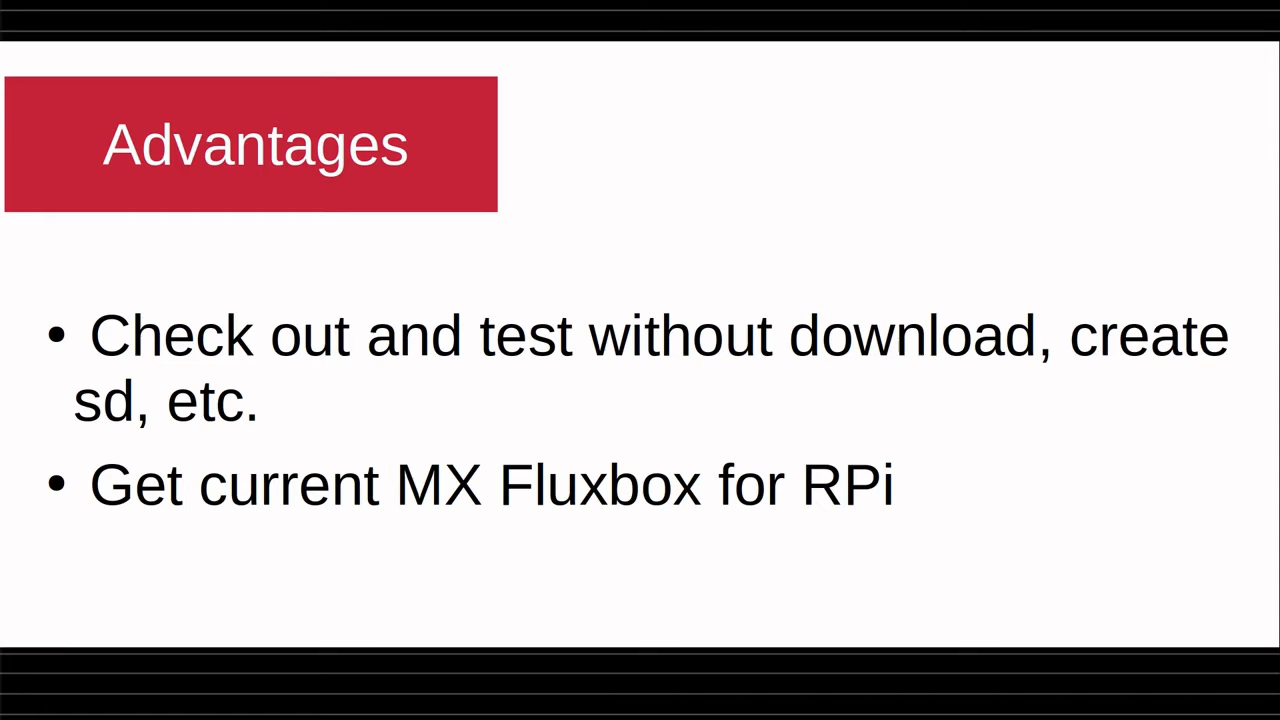 Advantages
• Check out and test without download, create
sd, etc.
• Get current MX Fluxbox for RPi